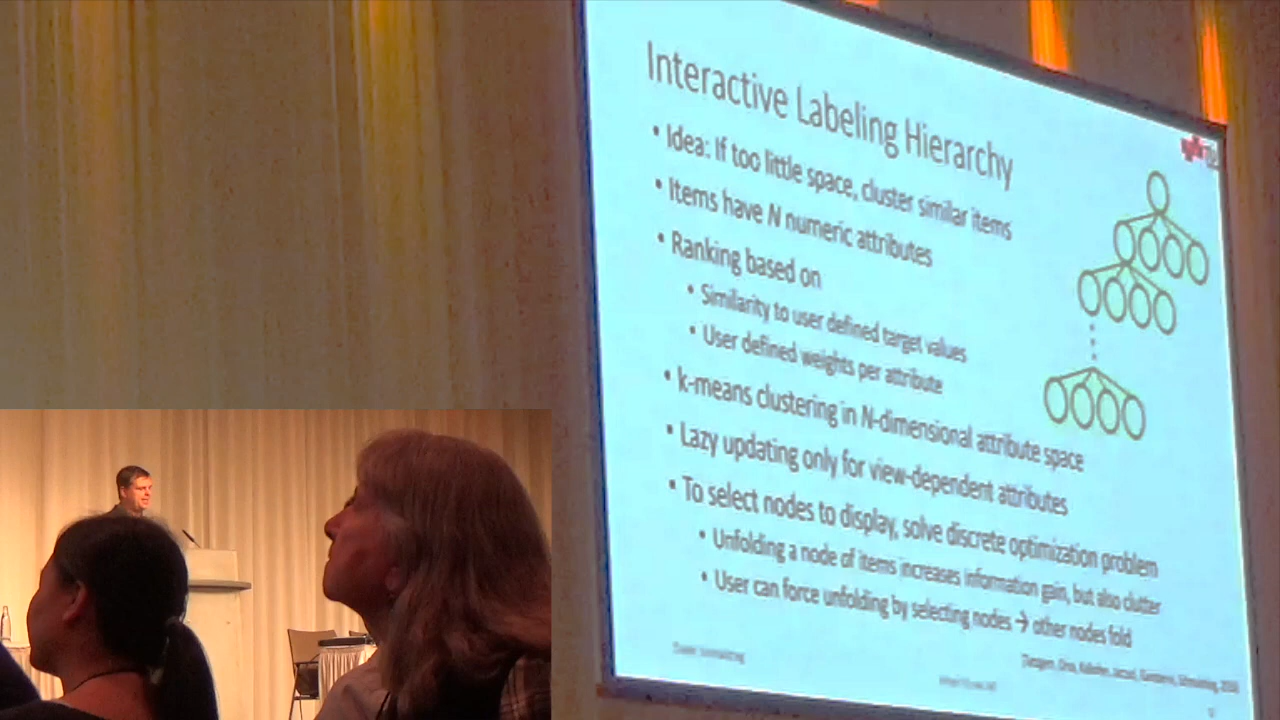 Interactive Labeling Hierarchy
• Idea: If too little space, cluster similar items
• Items have N numeric attributes
• Ranking based on
• Similarity to user defined target values
• User defined weights per attribute
• k-means clustering in N-dimensional attribute space
• Lazy updating only for view-dependent attributes
• To select nodes to display, solve discrete optimization problem
• Unfolding a node of items increases information gain, but also clutter
• User can force unfolding by selecting nodes → other nodes fold